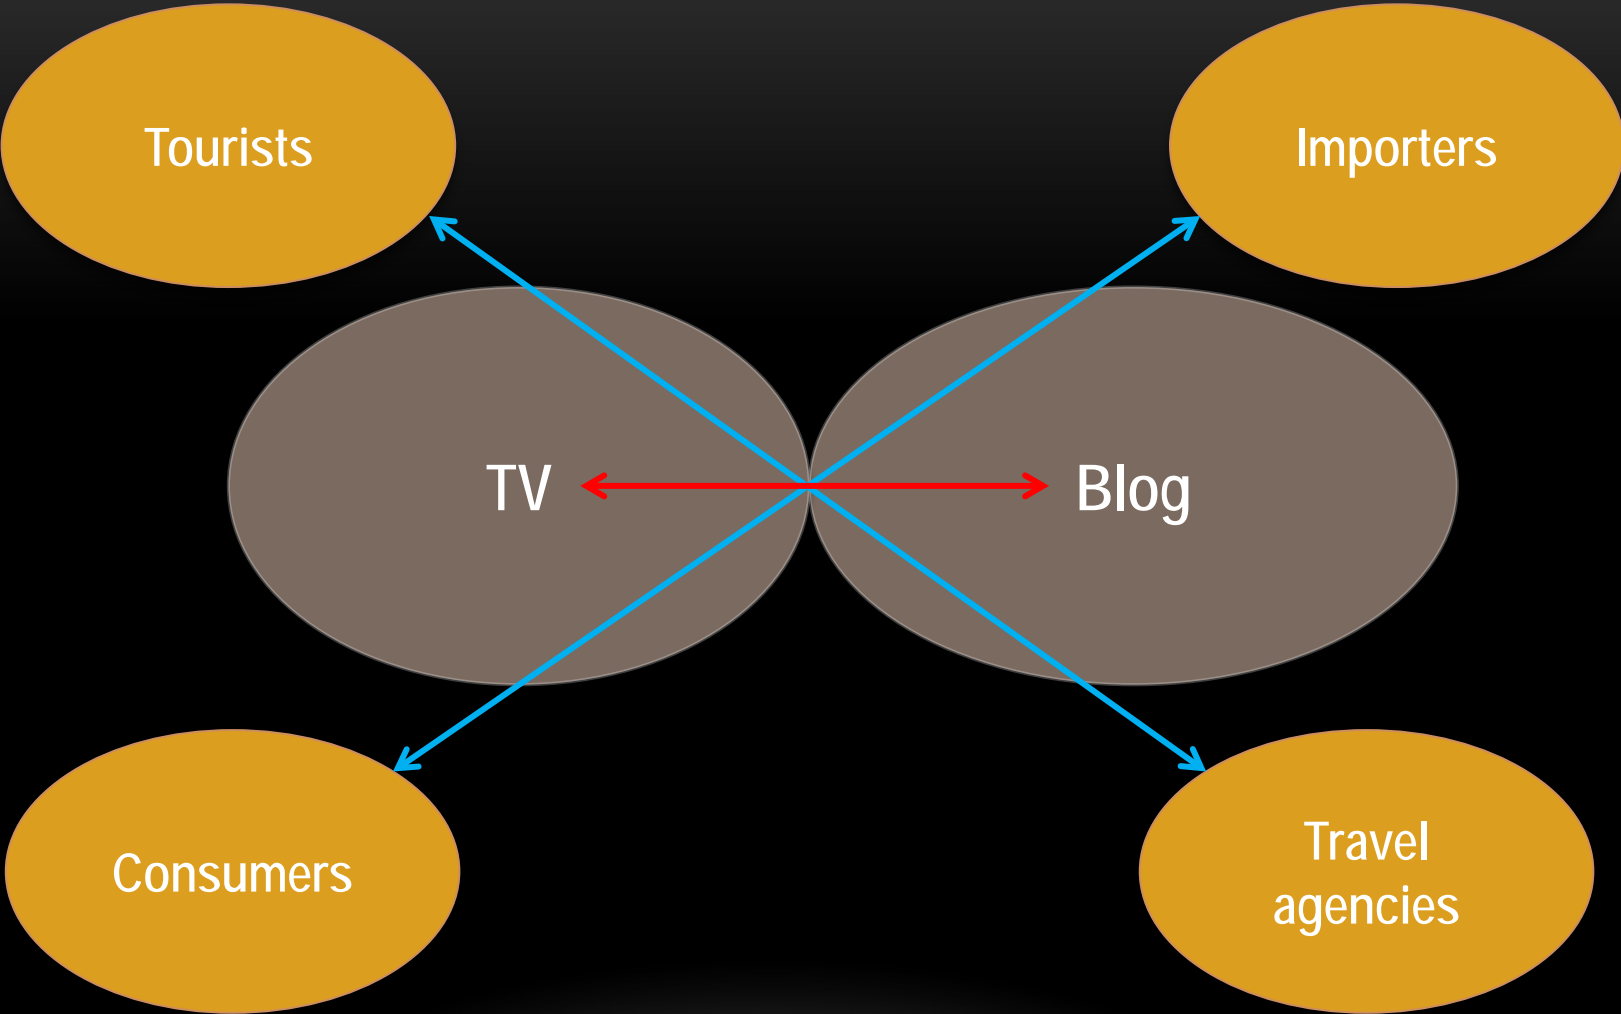 Tourists
Importers
TV
Blog
Consumers
Travel
agencies